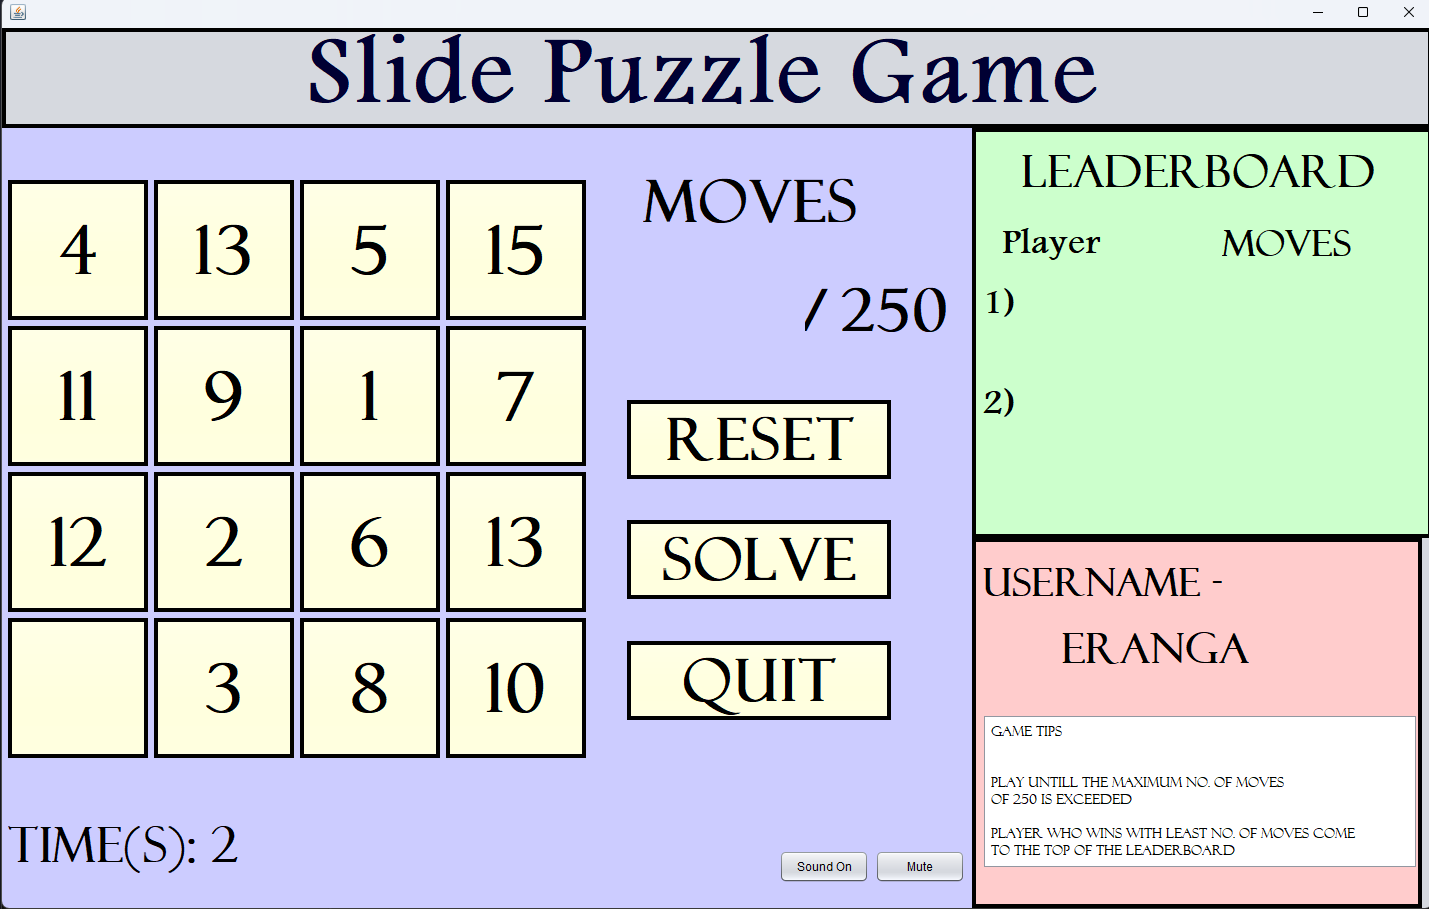 Slide Puzzle Game
4 13 5 15
11 9 1 7
12 2 6 13
3 8 10
MOVES
/ 250
RESET
SOLVE
QUIT
TIME(S): 2
Sound On
Mute
LEADERBOARD
Player MOVES
1)
2)
USERNAME -
ERANGA
GAME TIPS
PLAY UNTILL THE MAXIMUM NO. OF MOVES
OF 250 IS EXCEEDED
PLAYER WHO WINS WITH LEAST NO. OF MOVES COME
TO THE TOP OF THE LEADERBOARD